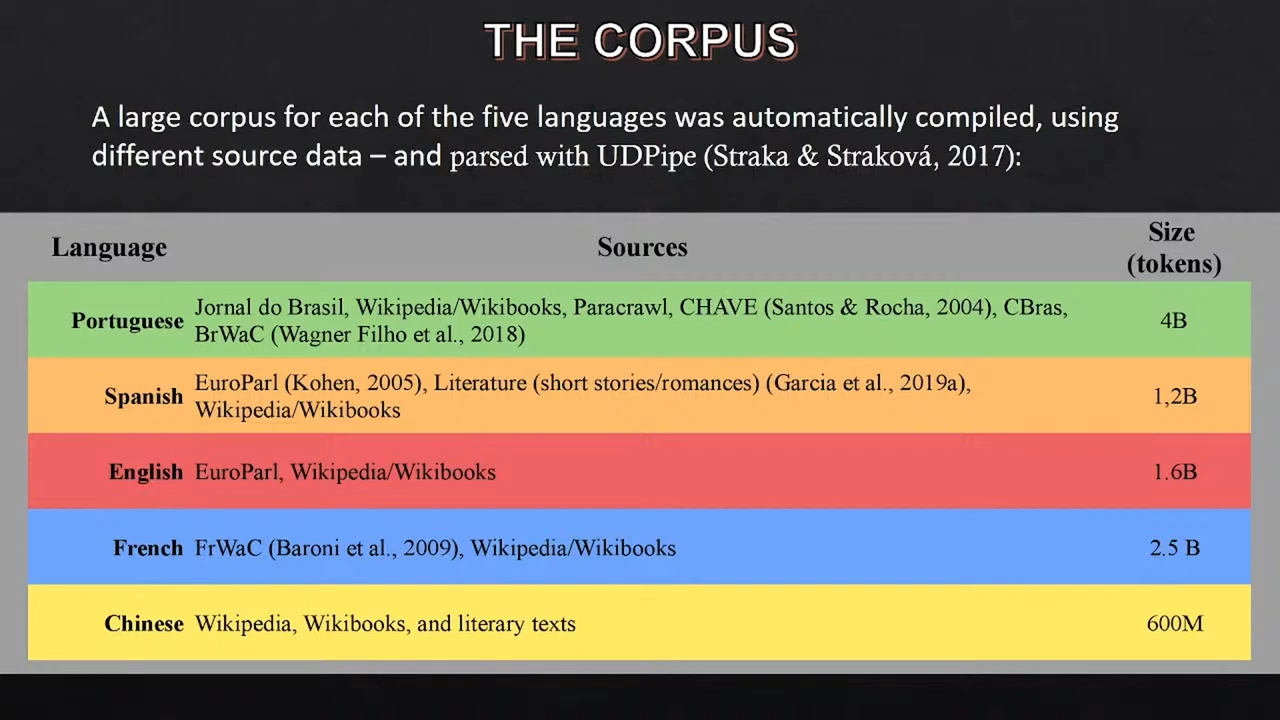 THE CORPUS
A large corpus for each of the five languages was automatically compiled, using
different source data – and parsed with UDPipe (Straka & Straková, 2017):
Language Sources Size
(tokens)
Portuguese Jornal do Brasil, Wikipedia/Wikibooks, Paracrawl, CHAVE (Santos & Rocha, 2004), CBras,
BrWaC (Wagner Filho et al., 2018) 4B
Spanish EuroParl (Kohen, 2005), Literature (short stories/romances) (Garcia et al., 2019a),
Wikipedia/Wikibooks 1,2B
English EuroParl, Wikipedia/Wikibooks 1.6B
French FrWaC (Baroni et al., 2009), Wikipedia/Wikibooks 2.5 B
Chinese Wikipedia, Wikibooks, and literary texts 600M